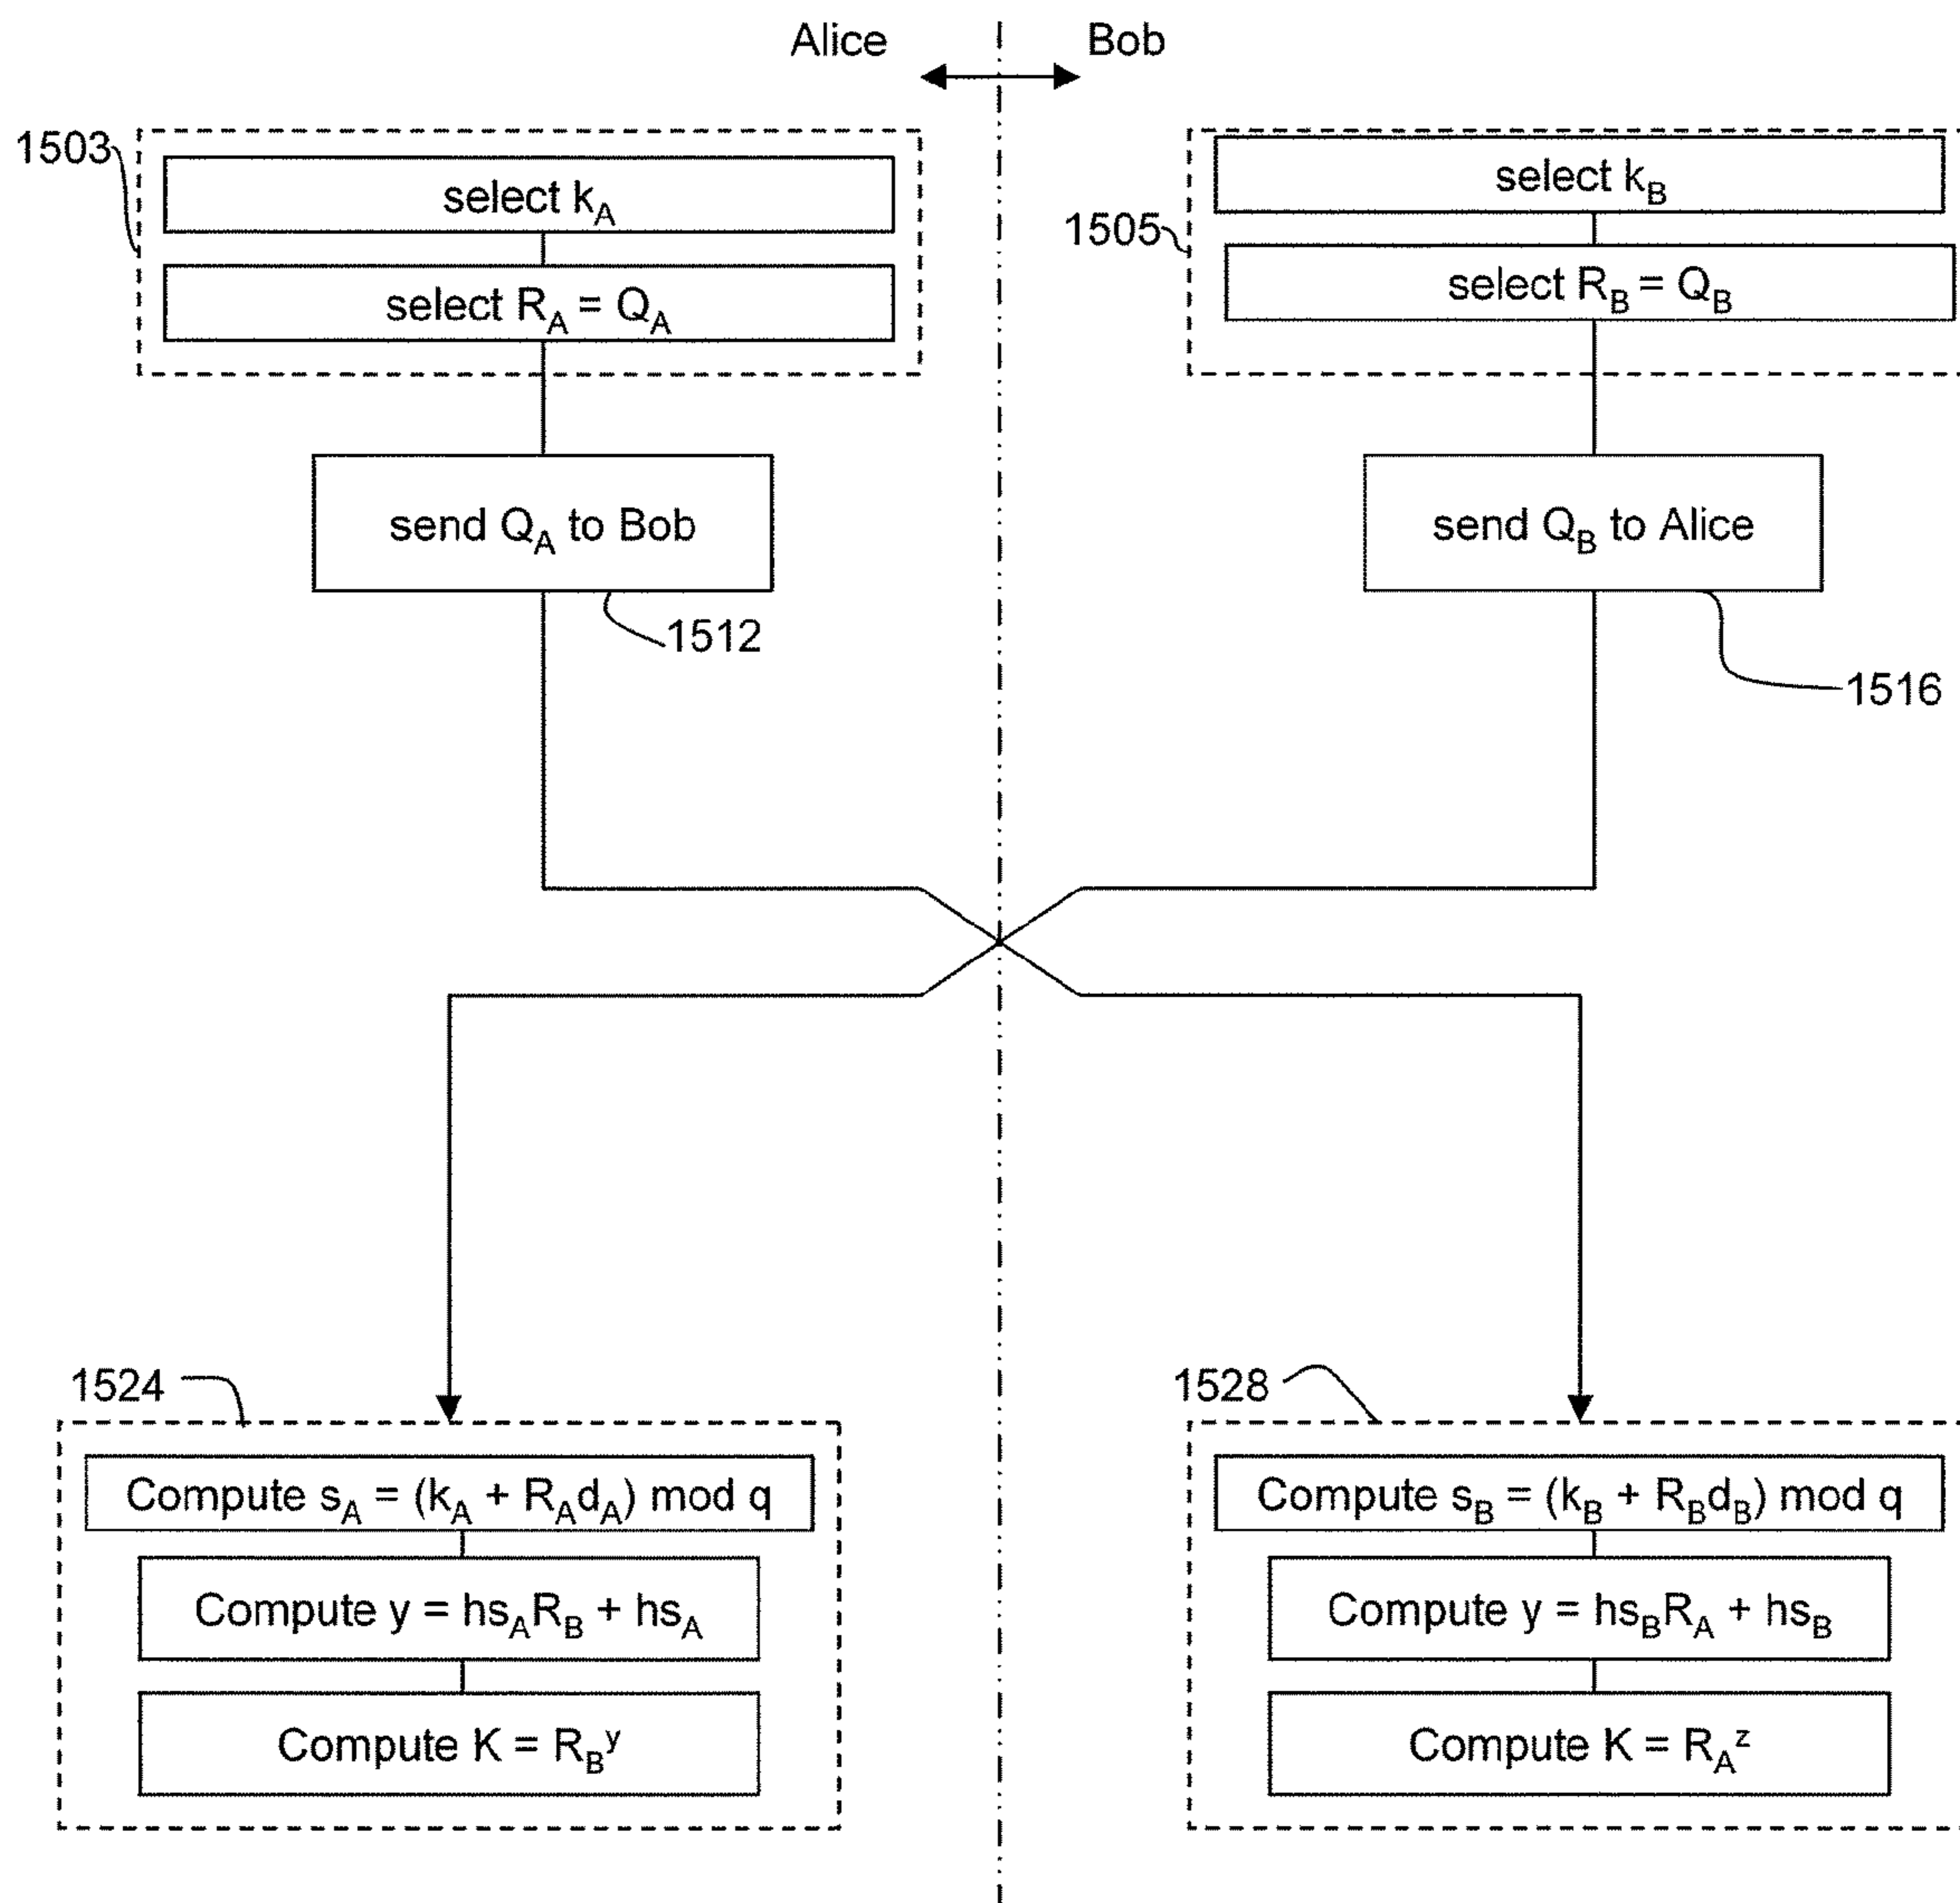 Alice
Bob
1503
select kA
select RA = QA
1505
select kB
select RB = QB
send QA to Bob
1512
send QB to Alice
1516
1524
Compute sA = (kA + RAdA) mod q
Compute y = hsARB + hsA
Compute K = RB^y
1528
Compute sB = (kB + RBdB) mod q
Compute y = hsBRA + hsB
Compute K = RA^z